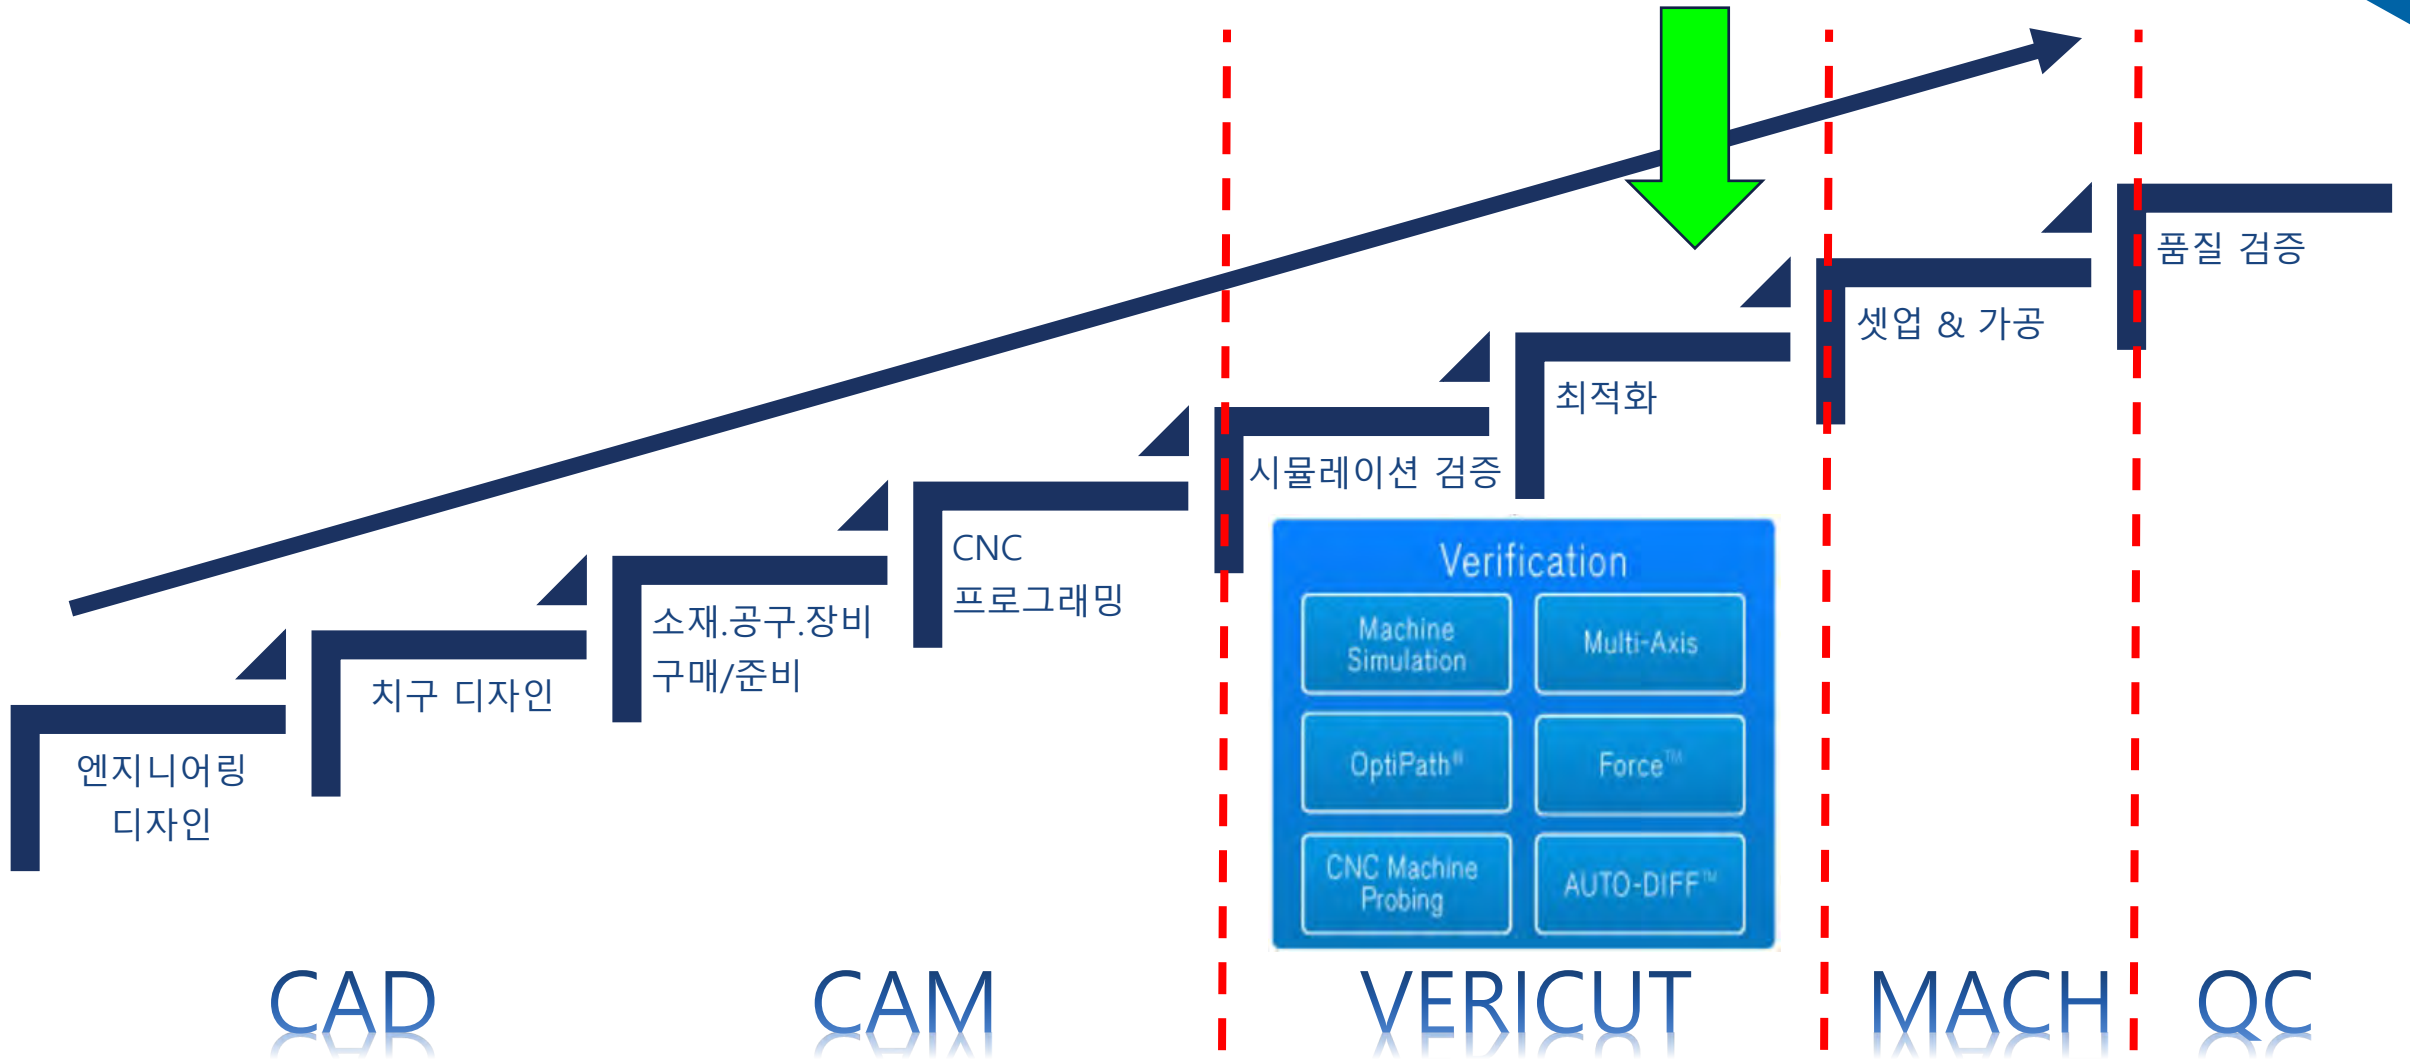 엔지니어링
디자인
치구 디자인
소재.공구.장비
구매/준비
CNC
프로그래밍
시뮬레이션 검증
최적화
셋업 & 가공
품질 검증
Verification
Machine
Simulation
Multi-Axis
OptiPath®
Force™
CNC Machine
Probing
AUTO-DIFF™
CAD
CAM
VERICUT
MACH
QC